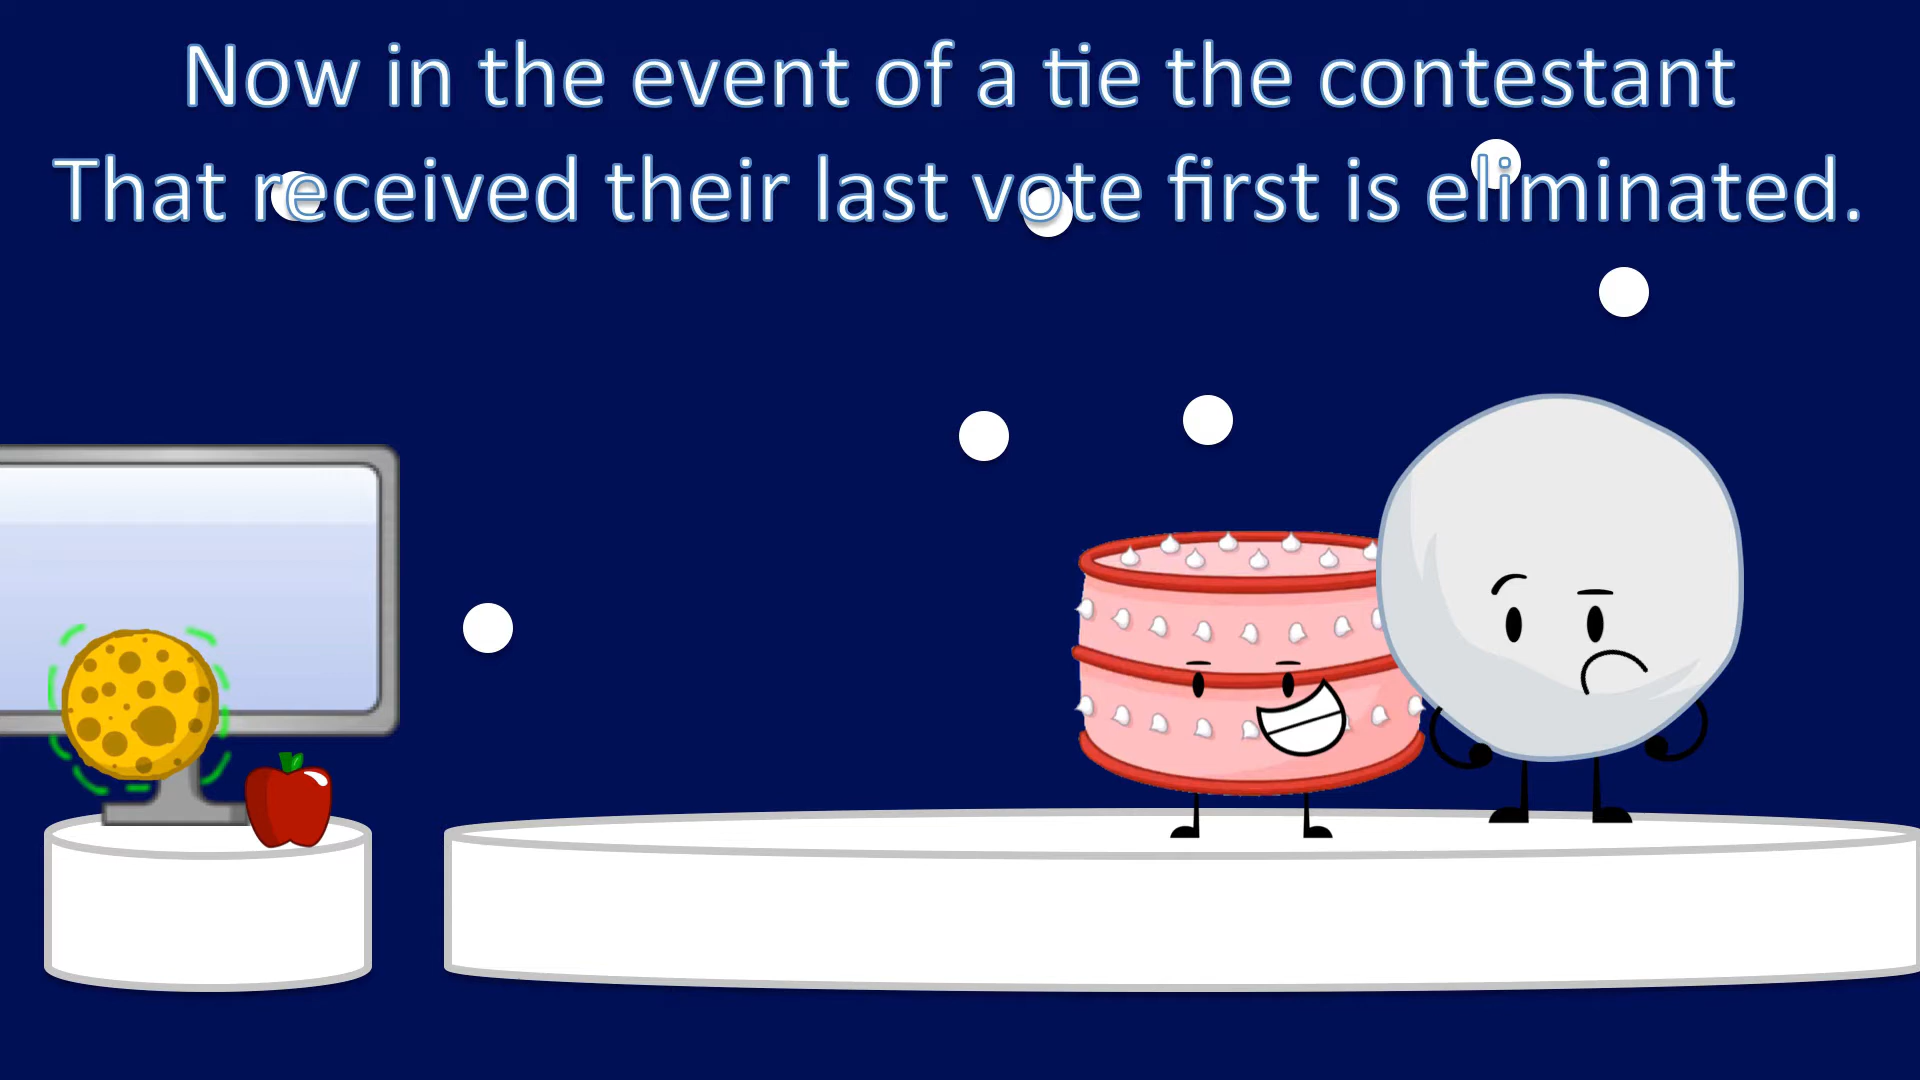 Now in the event of a tie the contestant
That received their last vote first is eliminated.